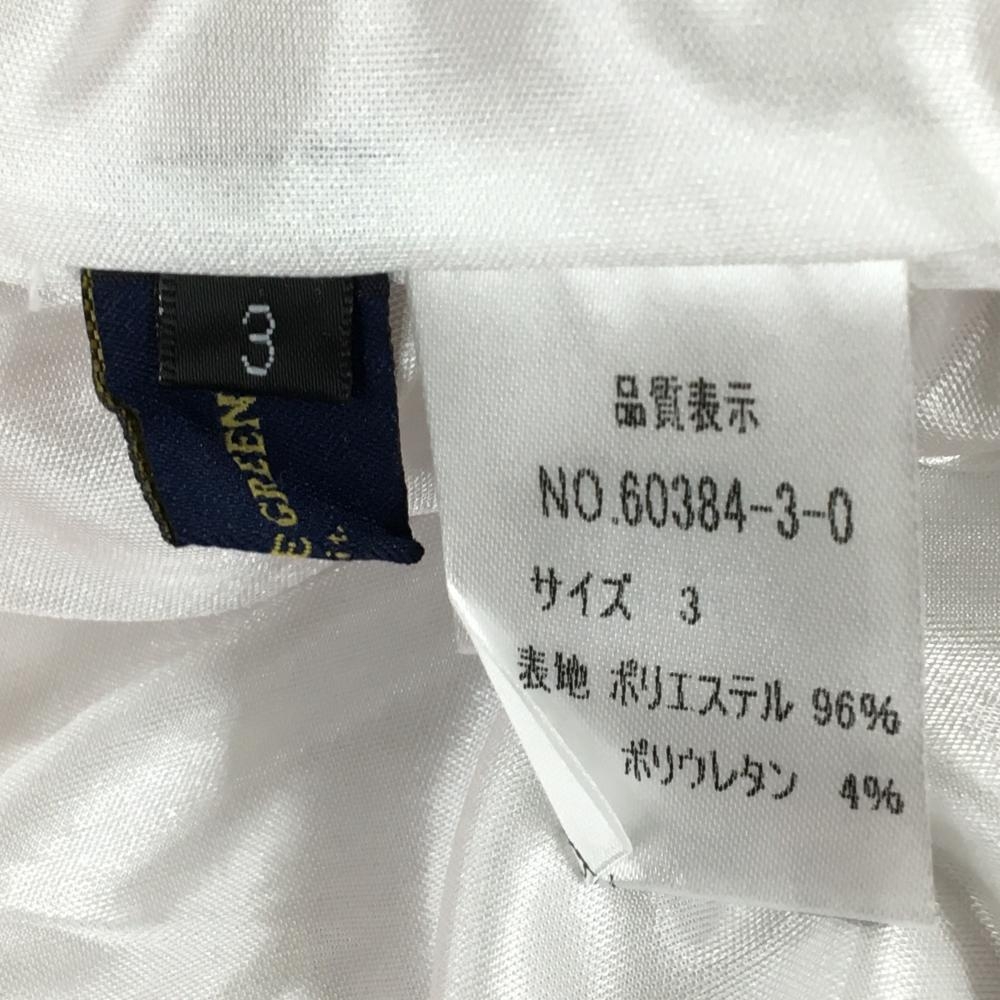 3
GREEN
it.
品質表示
NO.60384-3-0
サイズ 3
表地 ポリエステル 96%
ポリウレタン 4%